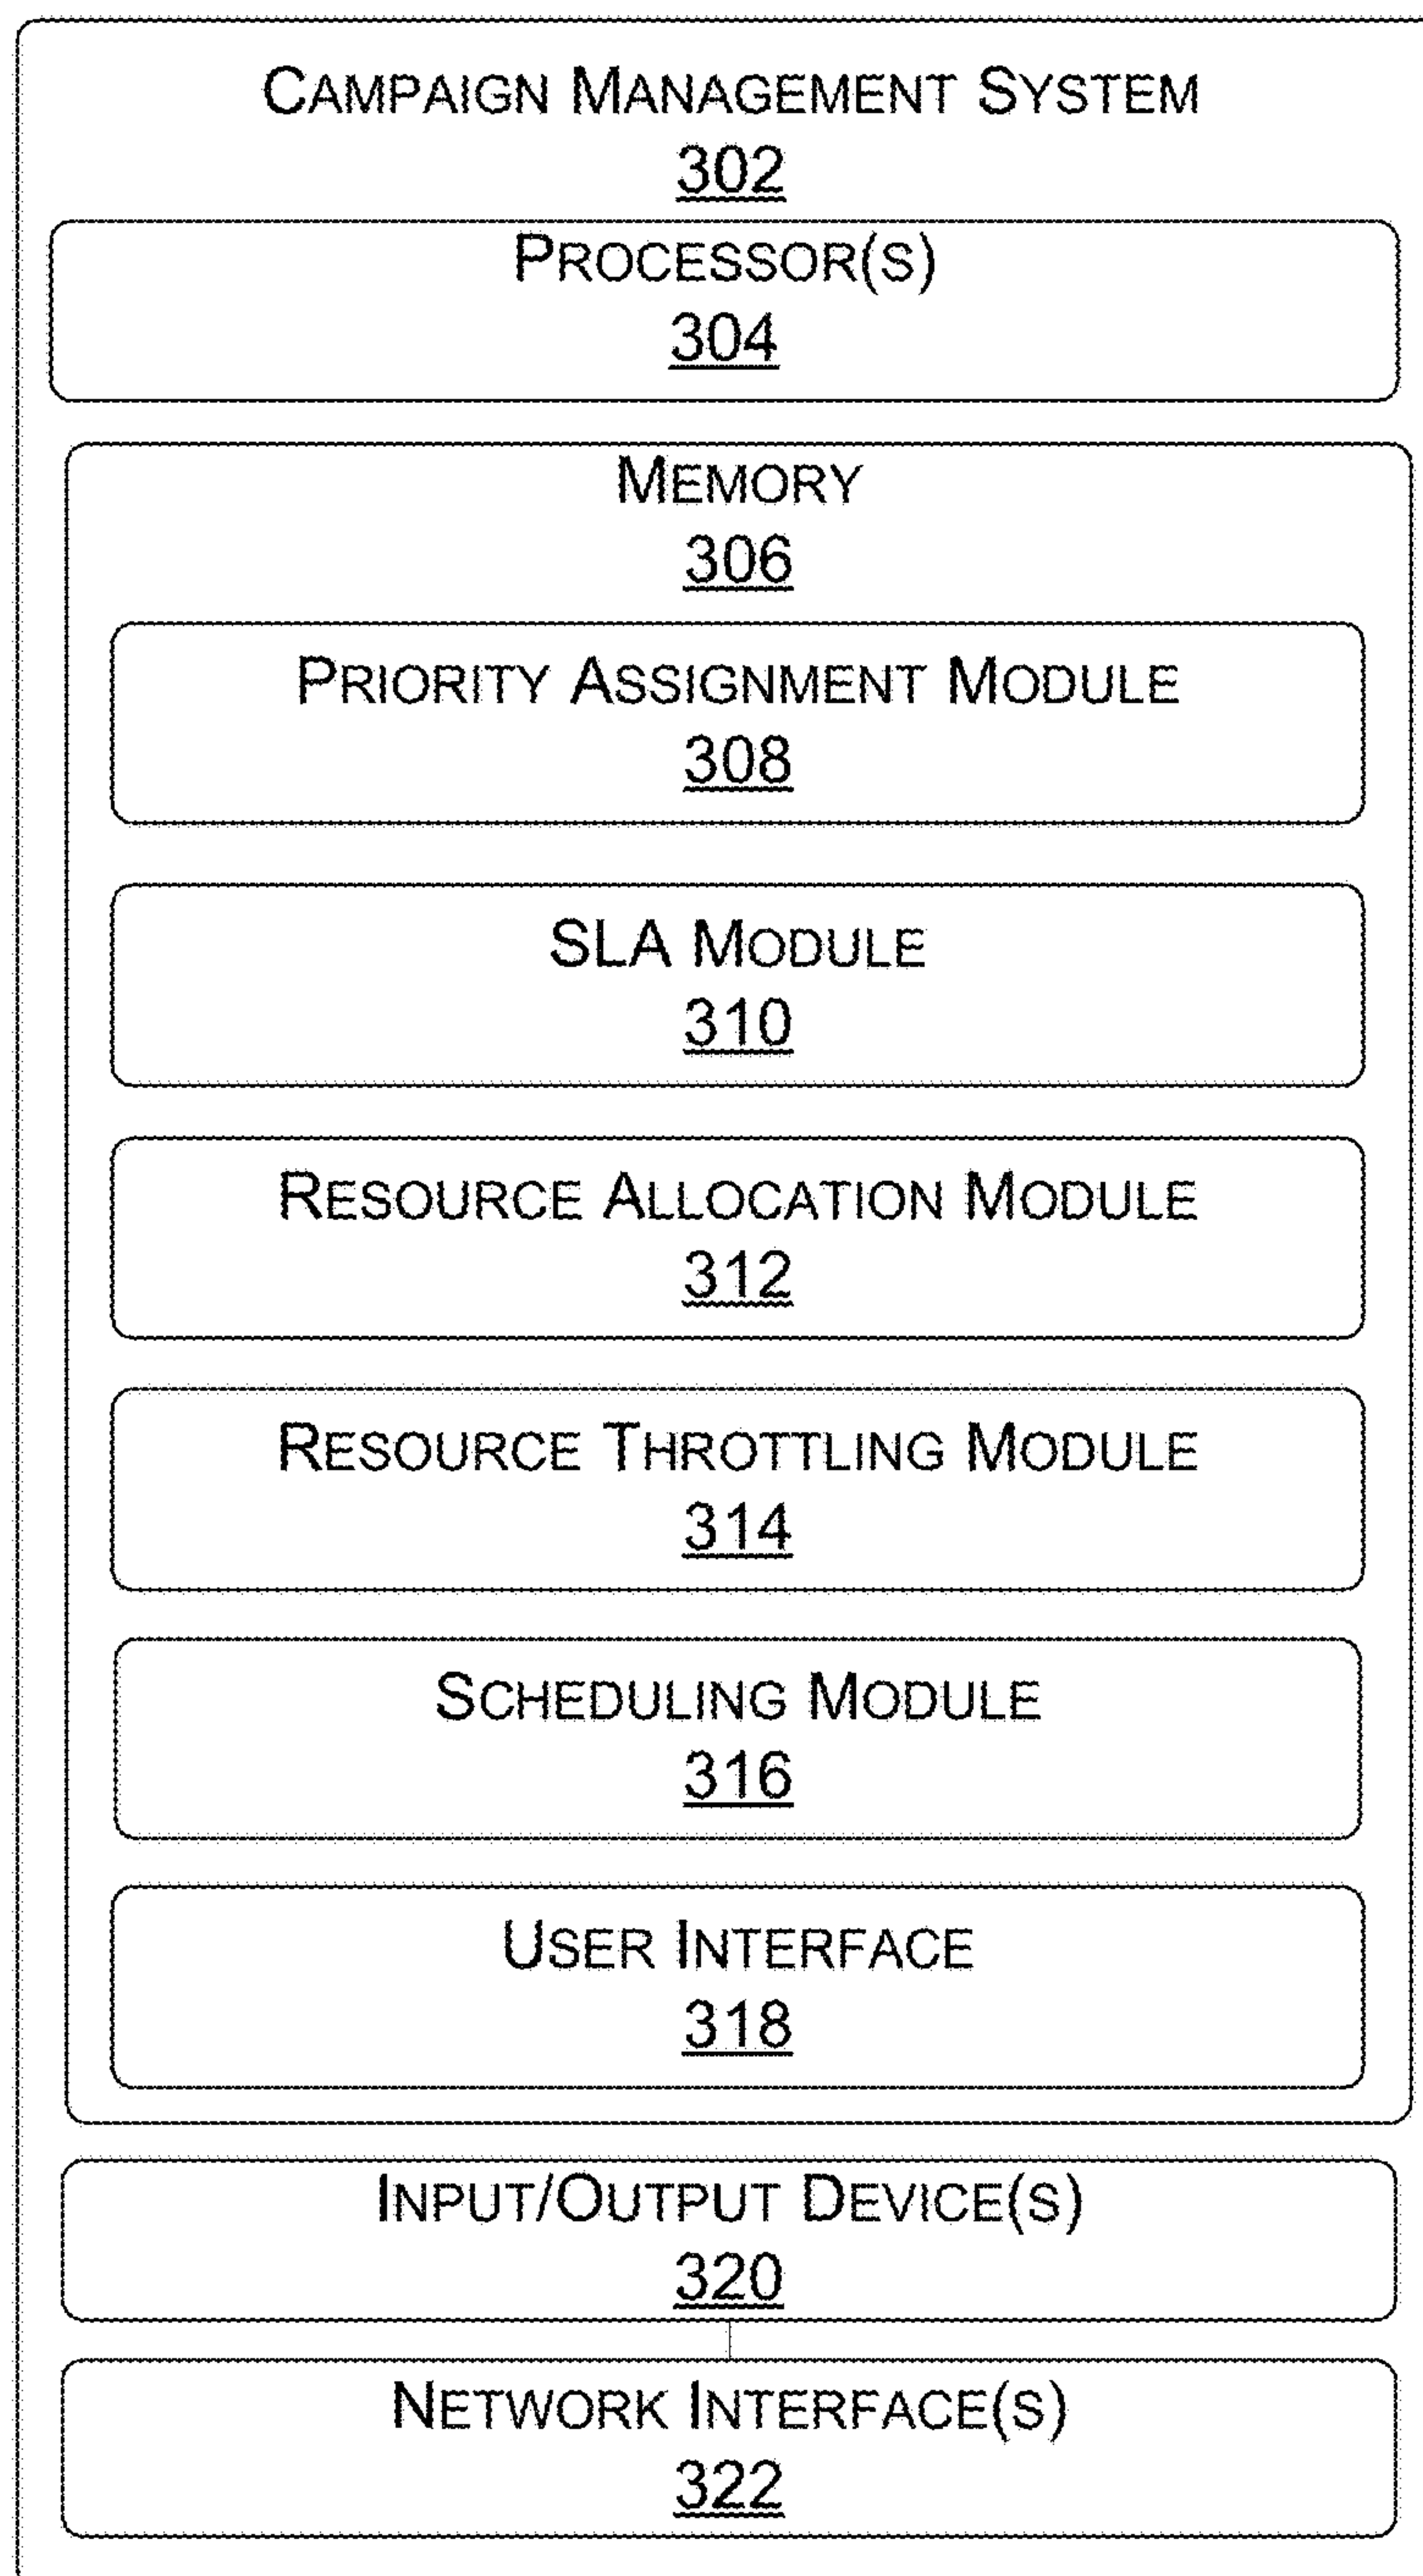 CAMPAIGN MANAGEMENT SYSTEM
302
PROCESSOR(S)
304
MEMORY
306
PRIORITY ASSIGNMENT MODULE
308
SLA MODULE
310
RESOURCE ALLOCATION MODULE
312
RESOURCE THROTTLING MODULE
314
SCHEDULING MODULE
316
USER INTERFACE
318
INPUT/OUTPUT DEVICE(S)
320
NETWORK INTERFACE(S)
322